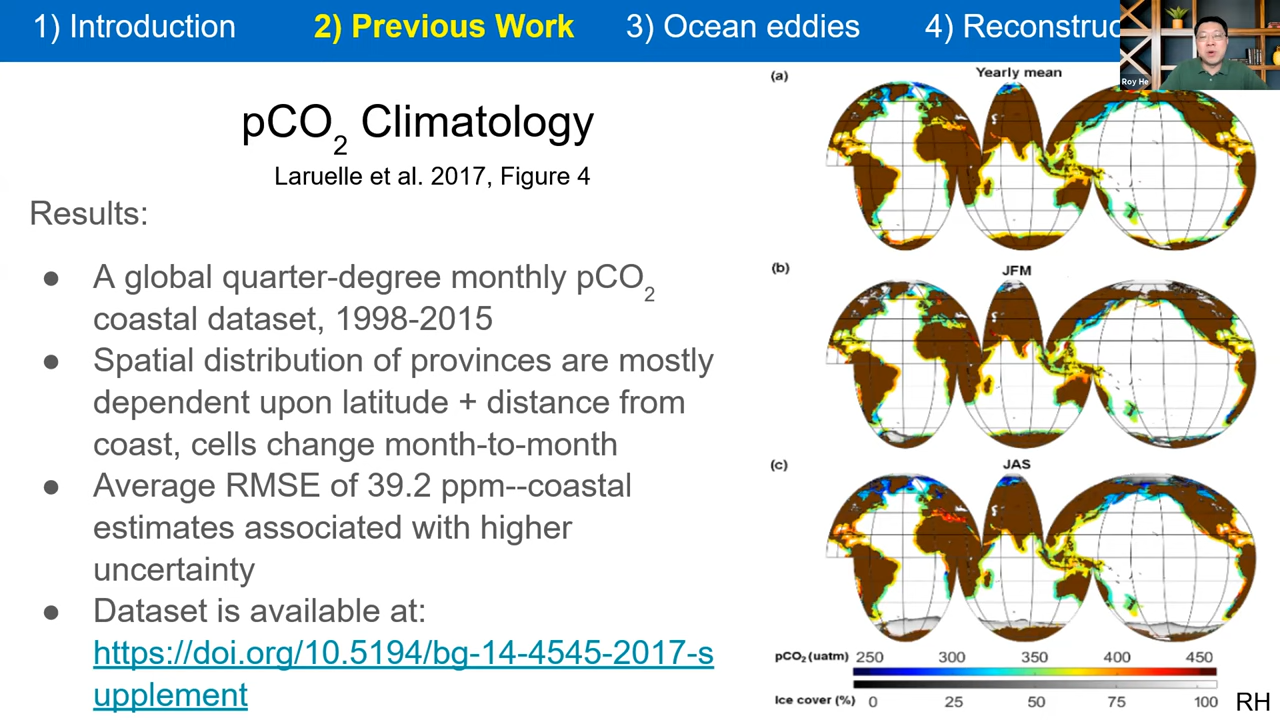 1) Introduction 2) Previous Work 3) Ocean eddies 4) Reconstruc
Roy He
pCO2 Climatology
Laruelle et al. 2017, Figure 4
Results:
● A global quarter-degree monthly pCO2
coastal dataset, 1998-2015
● Spatial distribution of provinces are mostly
dependent upon latitude + distance from
coast, cells change month-to-month
● Average RMSE of 39.2 ppm--coastal
estimates associated with higher
uncertainty
● Dataset is available at:
https://doi.org/10.5194/bg-14-4545-2017-s
upplement
(a) Yearly mean
(b) JFM
(c) JAS
pCO2 (uatm) 250 300 350 400 450
Ice cover (%) 0 25 50 75 100
RH